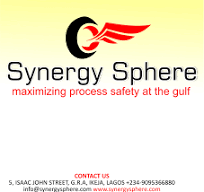 Synergy Sphere
maximizing process safety at the gulf
CONTACT US
5, ISAAC JOHN STREET, G.R.A, IKEJA, LAGOS +234-9095366880
info@synergysphere.com www.synergysphere.com